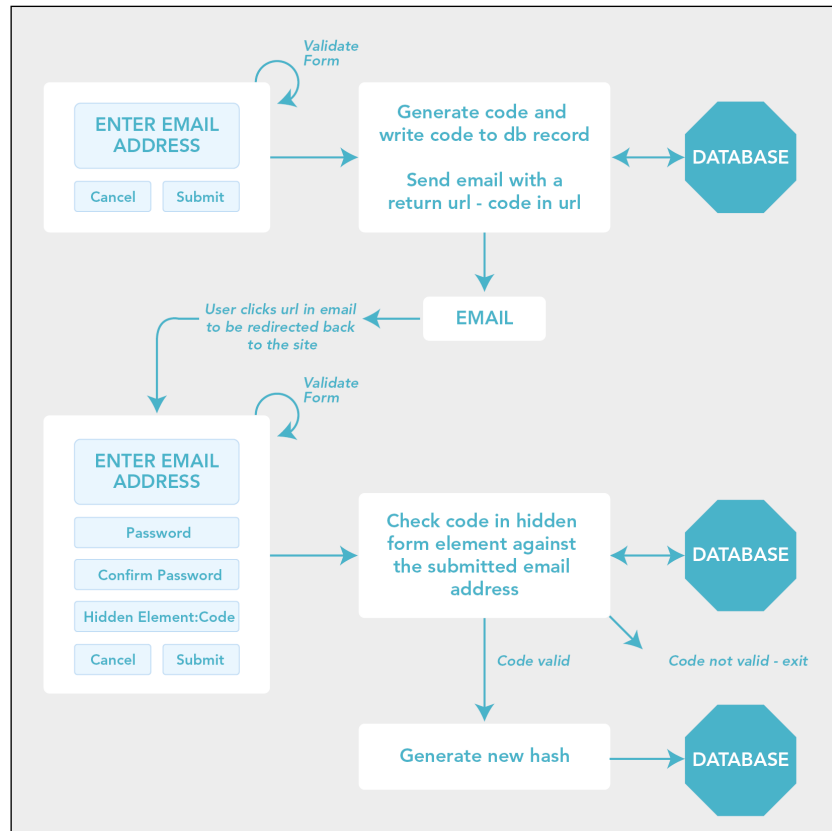 Validate
Form
ENTER EMAIL
ADDRESS
Cancel
Submit
Generate code and
write code to db record
Send email with a
return url - code in url
DATABASE
User clicks url in email
to be redirected back
to the site
EMAIL
Validate
Form
ENTER EMAIL
ADDRESS
Password
Confirm Password
Hidden Element:Code
Cancel
Submit
Check code in hidden
form element against
the submitted email
address
DATABASE
Code valid
Code not valid - exit
Generate new hash
DATABASE